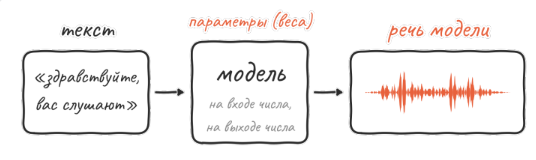 текст
«здравствуйте,
вас слушают»
параметры (веса)
модель
на входе числа,
на выходе числа
речь модели